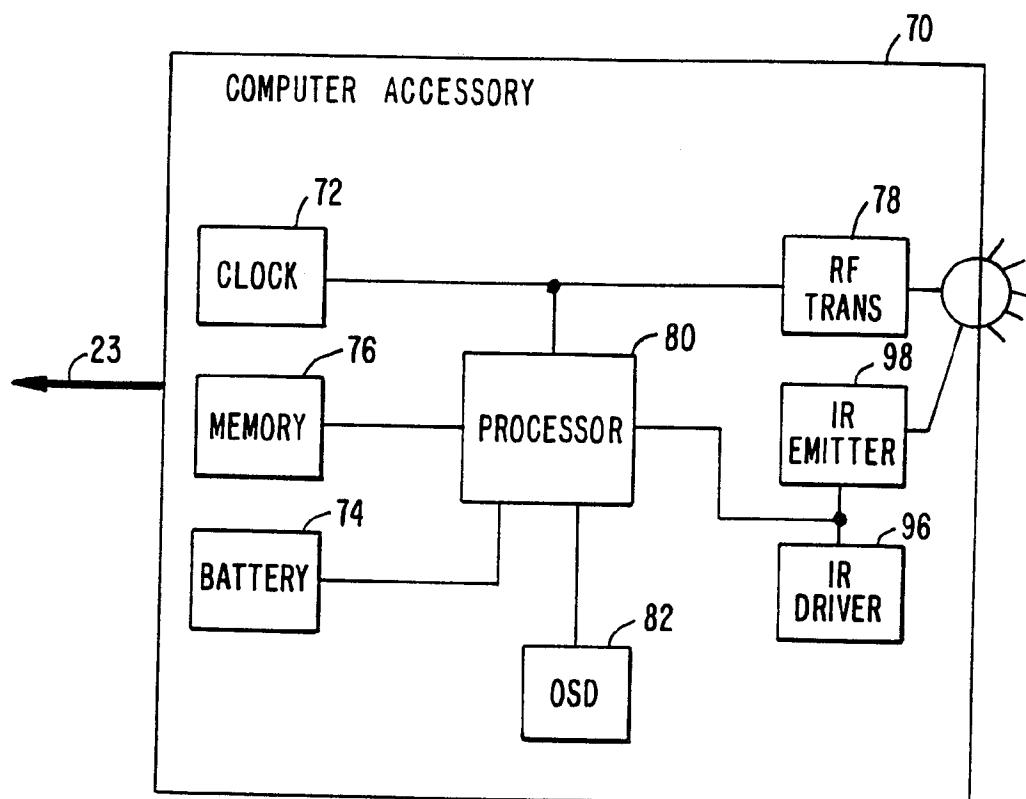 70
COMPUTER ACCESSORY
72
CLOCK
78
RF
TRANS
23
76
MEMORY
80
PROCESSOR
98
IR
EMITTER
74
BATTERY
96
IR
DRIVER
82
OSD